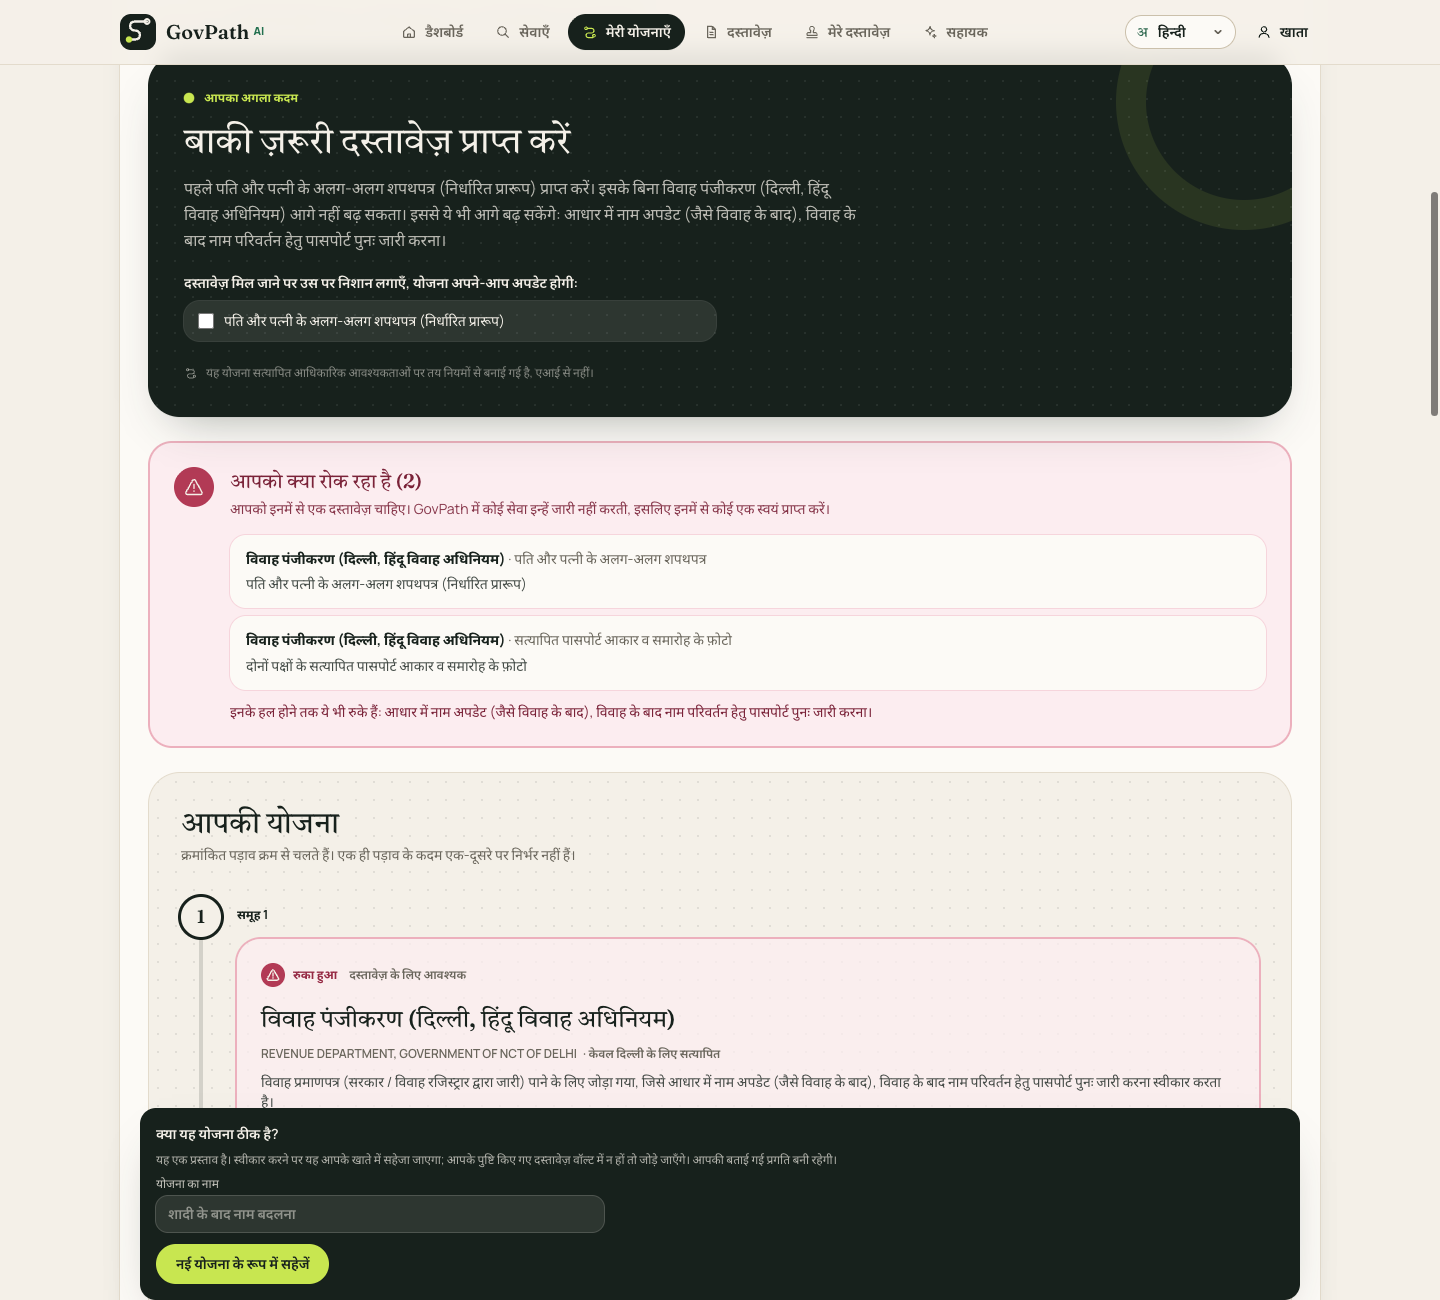 GovPath AI
डैशबोर्ड
सेवाएँ
मेरी योजनाएँ
दस्तावेज़
मेरे दस्तावेज़
सहायक
अ हिन्दी
खाता
आपका अगला कदम
बाकी ज़रूरी दस्तावेज़ प्राप्त करें
पहले पति और पत्नी के अलग-अलग शपथपत्र (निर्धारित प्रारूप) प्राप्त करें। इसके बिना विवाह पंजीकरण (दिल्ली, हिंदू
विवाह अधिनियम) आगे नहीं बढ़ सकता। इससे ये भी आगे बढ़ सकेंगे: आधार में नाम अपडेट (जैसे विवाह के बाद), विवाह के
बाद नाम परिवर्तन हेतु पासपोर्ट पुनः जारी करना।
दस्तावेज़ मिल जाने पर उस पर निशान लगाएँ, योजना अपने-आप अपडेट होगी:
पति और पत्नी के अलग-अलग शपथपत्र (निर्धारित प्रारूप)
यह योजना सत्यापित आधिकारिक आवश्यकताओं पर तय नियमों से बनाई गई है, एआई से नहीं।
आपको क्या रोक रहा है (2)
आपको इनमें से एक दस्तावेज़ चाहिए। GovPath में कोई सेवा इन्हें जारी नहीं करती, इसलिए इनमें से कोई एक स्वयं प्राप्त करें।
विवाह पंजीकरण (दिल्ली, हिंदू विवाह अधिनियम) · पति और पत्नी के अलग-अलग शपथपत्र
पति और पत्नी के अलग-अलग शपथपत्र (निर्धारित प्रारूप)
विवाह पंजीकरण (दिल्ली, हिंदू विवाह अधिनियम) · सत्यापित पासपोर्ट आकार व समारोह के फ़ोटो
दोनों पक्षों के सत्यापित पासपोर्ट आकार व समारोह के फ़ोटो
इनके हल होने तक ये भी रुके हैं: आधार में नाम अपडेट (जैसे विवाह के बाद), विवाह के बाद नाम परिवर्तन हेतु पासपोर्ट पुनः जारी करना।
आपकी योजना
क्रमांकित पड़ाव क्रम से चलते हैं। एक ही पड़ाव के कदम एक-दूसरे पर निर्भर नहीं हैं।
1 समूह 1
रुका हुआ दस्तावेज़ के लिए आवश्यक
विवाह पंजीकरण (दिल्ली, हिंदू विवाह अधिनियम)
REVENUE DEPARTMENT, GOVERNMENT OF NCT OF DELHI · केवल दिल्ली के लिए सत्यापित
विवाह प्रमाणपत्र (सरकार / विवाह रजिस्ट्रार द्वारा जारी) पाने के लिए जोड़ा गया, जिसे आधार में नाम अपडेट (जैसे विवाह के बाद), विवाह के बाद नाम परिवर्तन हेतु पासपोर्ट पुनः जारी करना स्वीकार करता
है।
क्या यह योजना ठीक है?
यह एक प्रस्ताव है। स्वीकार करने पर यह आपके खाते में सहेजा जाएगा; आपके पुष्टि किए गए दस्तावेज़ वॉल्ट में न हों तो जोड़े जाएँगे। आपकी बताई गई प्रगति बनी रहेगी।
योजना का नाम
शादी के बाद नाम बदलना
नई योजना के रूप में सहेजें